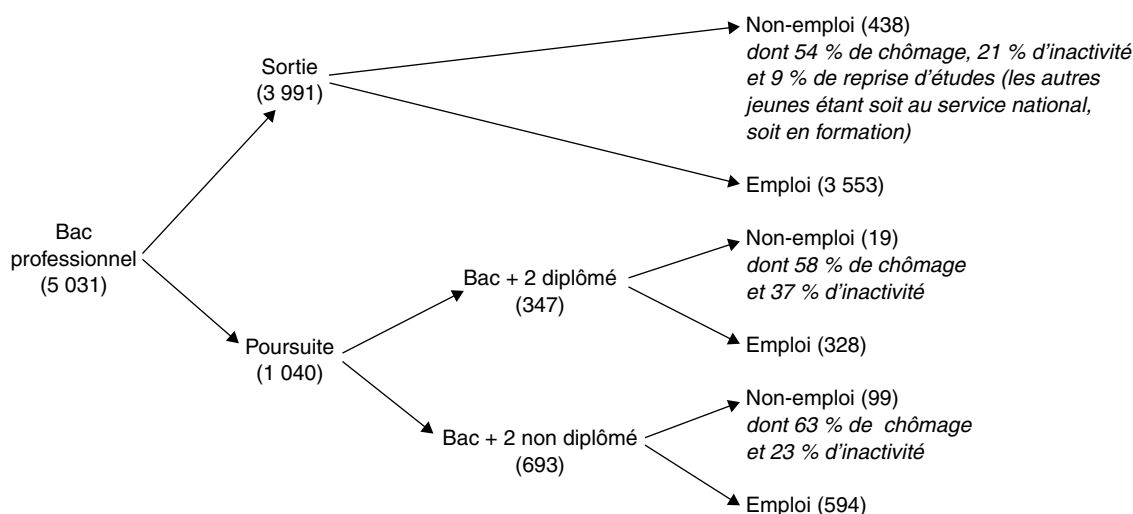 Non-emploi (438)
dont 54 % de chômage, 21 % d’inactivité
et 9 % de reprise d’études (les autres
jeunes étant soit au service national,
soit en formation)
Sortie
(3 991)
Emploi (3 553)
Bac
professionnel
(5 031)
Non-emploi (19)
dont 58 % de chômage
et 37 % d’inactivité
Bac + 2 diplômé
(347)
Emploi (328)
Poursuite
(1 040)
Non-emploi (99)
dont 63 % de chômage
et 23 % d’inactivité
Bac + 2 non diplômé
(693)
Emploi (594)